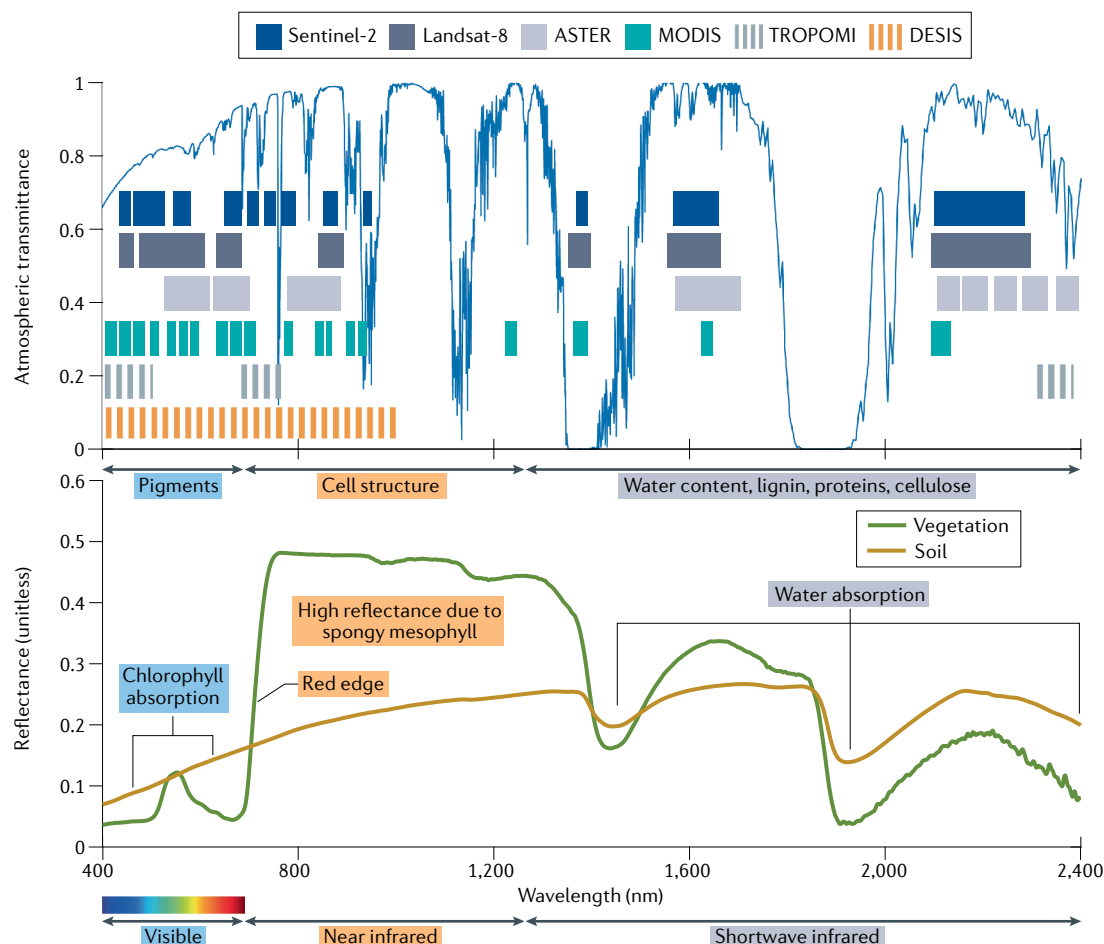 Sentinel-2 Landsat-8 ASTER MODIS TROPOMI DESIS
Atmospheric transmittance
1
0.8
0.6
0.4
0.2
0
Pigments Cell structure Water content, lignin, proteins, cellulose
Reflectance (unitless)
0.6
0.5
0.4
0.3
0.2
0.1
0
Vegetation
Soil
Water absorption
High reflectance due to
spongy mesophyll
Chlorophyll
absorption
Red edge
400 800 1,200 1,600 2,000 2,400
Wavelength (nm)
Visible Near infrared Shortwave infrared